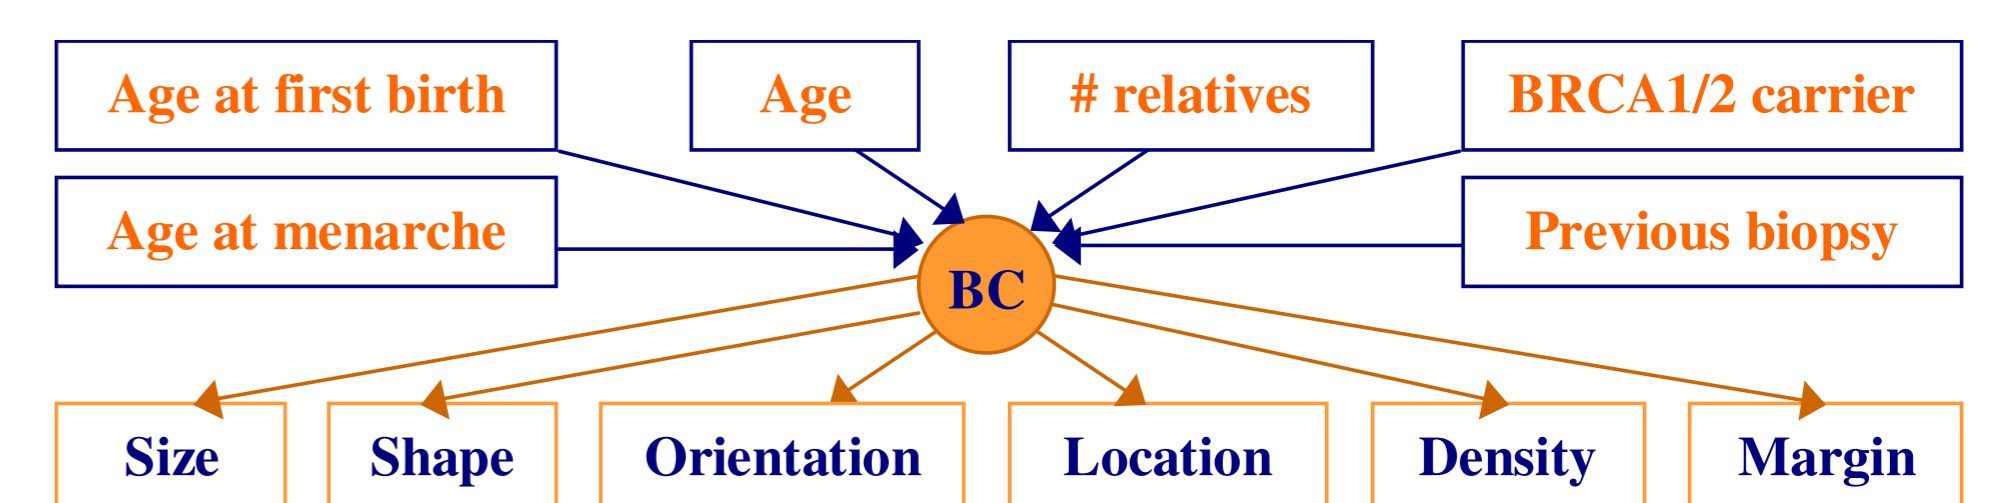 Age at first birth
Age
# relatives
BRCA1/2 carrier
Age at menarche
Previous biopsy
BC
Size
Shape
Orientation
Location
Density
Margin